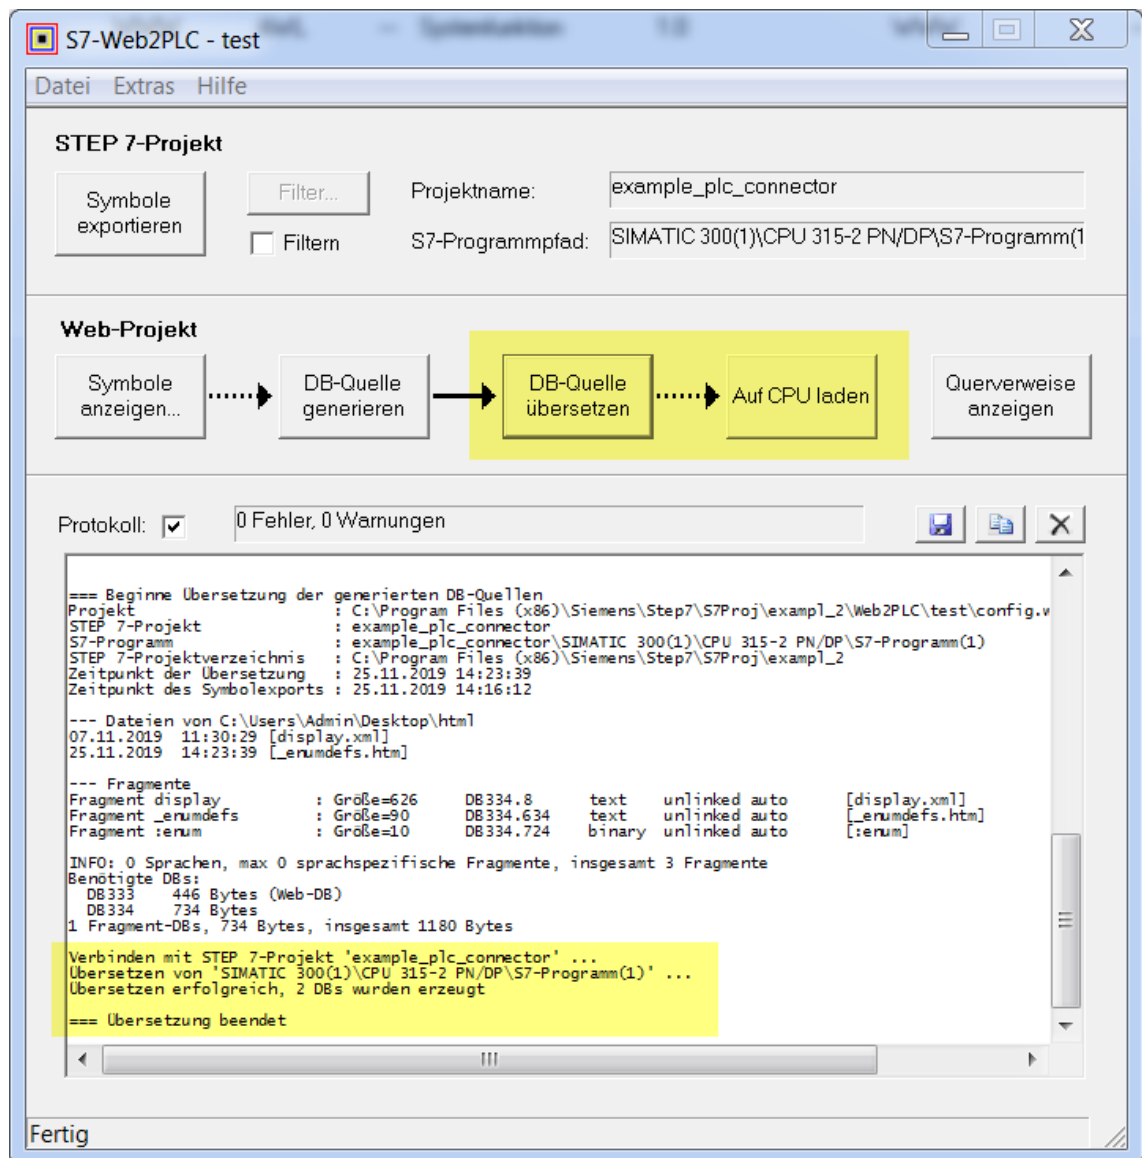 S7-Web2PLC - test
Datei Extras Hilfe
STEP 7-Projekt
Symbole
exportieren
Filter...
Filtern
Projektname:
example_plc_connector
S7-Programmpfad:
SIMATIC 300(1)\CPU 315-2 PN/DP\S7-Programm(1
Web-Projekt
Symbole
anzeigen...
DB-Quelle
generieren
DB-Quelle
übersetzen
Auf CPU laden
Querverweise
anzeigen
Protokoll:
0 Fehler, 0 Warnungen
=== Beginne Übersetzung der generierten DB-Quellen
Projekt : C:\Program Files (x86)\Siemens\Step7\S7Proj\exampl_2\Web2PLC\test\config.w
STEP 7-Projekt : example_plc_connector
S7-Programm : example_plc_connector\SIMATIC 300(1)\CPU 315-2 PN/DP\S7-Programm(1)
STEP 7-Projektverzeichnis : C:\Program Files (x86)\Siemens\Step7\S7Proj\exampl_2
Zeitpunkt der Übersetzung : 25.11.2019 14:23:39
Zeitpunkt des Symbolexports : 25.11.2019 14:16:12
--- Dateien von C:\Users\Admin\Desktop\html
07.11.2019 11:30:29 [display.xml]
25.11.2019 14:23:39 [_enumdefs.htm]
--- Fragmente
Fragment display : Größe=626 DB334.8 text unlinked auto [display.xml]
Fragment _enumdefs : Größe=90 DB334.634 text unlinked auto [_enumdefs.htm]
Fragment :enum : Größe=10 DB334.724 binary unlinked auto [:enum]
INFO: 0 Sprachen, max 0 sprachspezifische Fragmente, insgesamt 3 Fragmente
Benötigte DBs:
DB333 446 Bytes (Web-DB)
DB334 734 Bytes
1 Fragment-DBs, 734 Bytes, insgesamt 1180 Bytes
Verbinden mit STEP 7-Projekt 'example_plc_connector' ...
Übersetzen von 'SIMATIC 300(1)\CPU 315-2 PN/DP\S7-Programm(1)' ...
Übersetzen erfolgreich, 2 DBs wurden erzeugt
=== Übersetzung beendet
Fertig